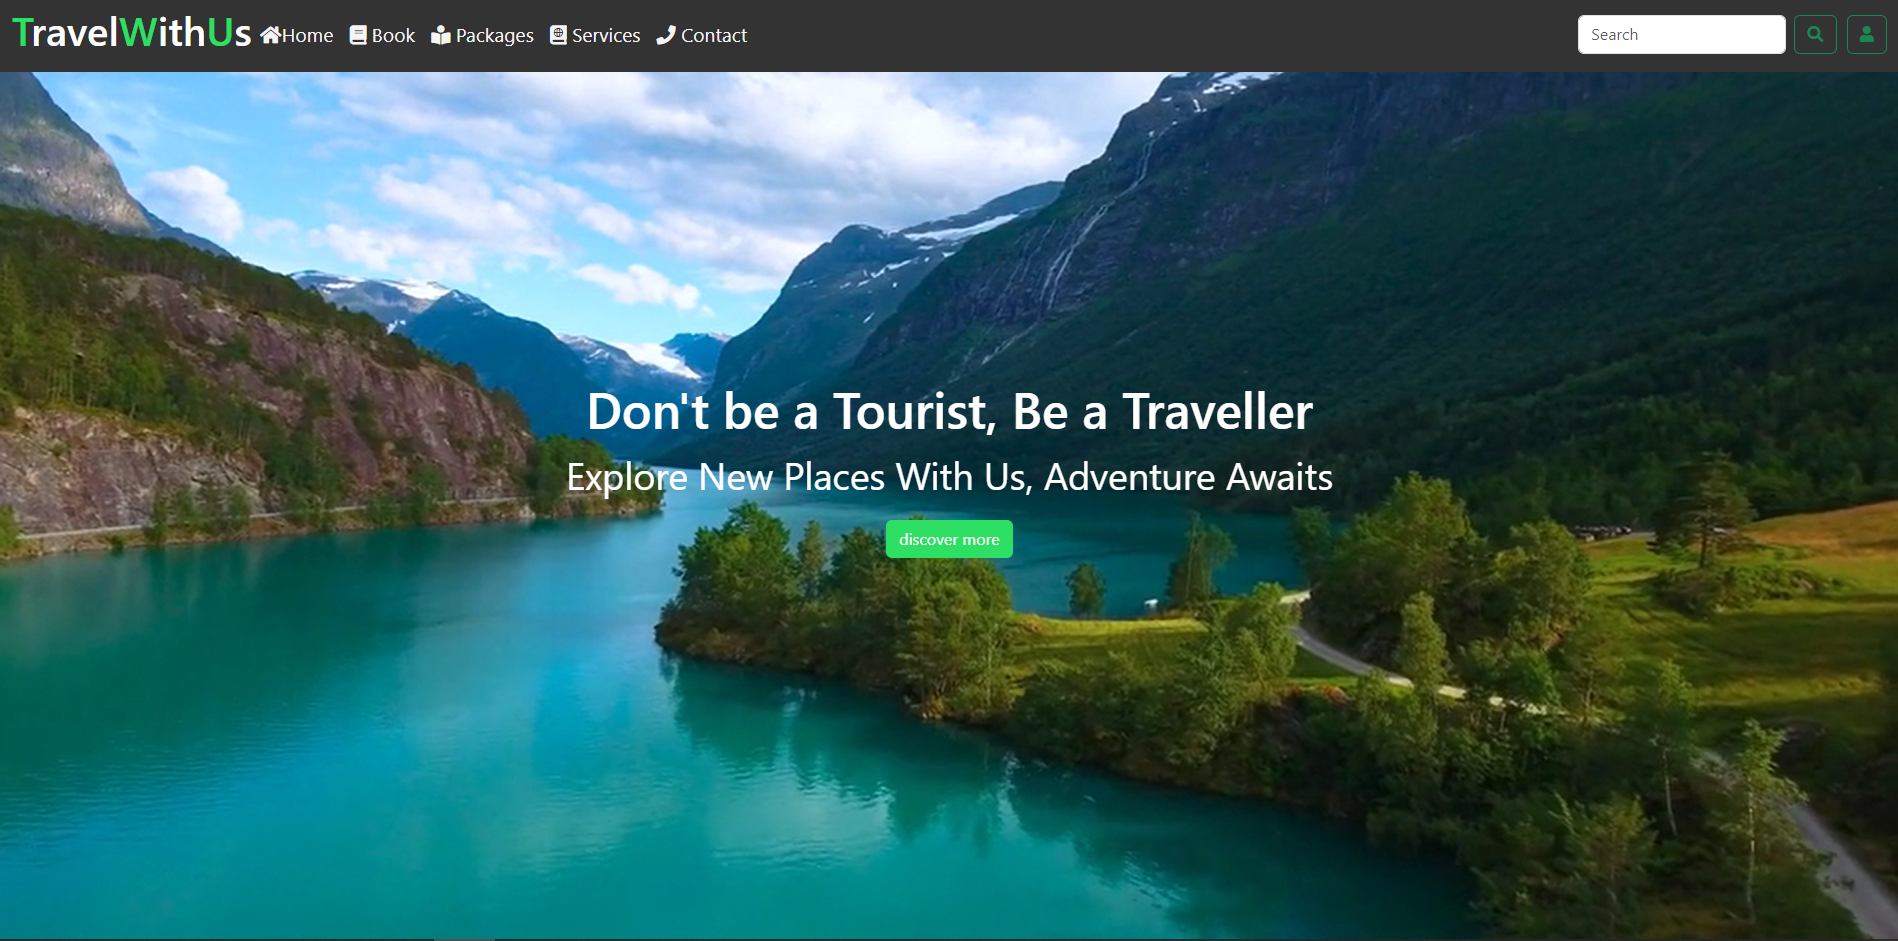 TravelWithUs Home Book Packages Services Contact Search
Don't be a Tourist, Be a Traveller
Explore New Places With Us, Adventure Awaits
discover more